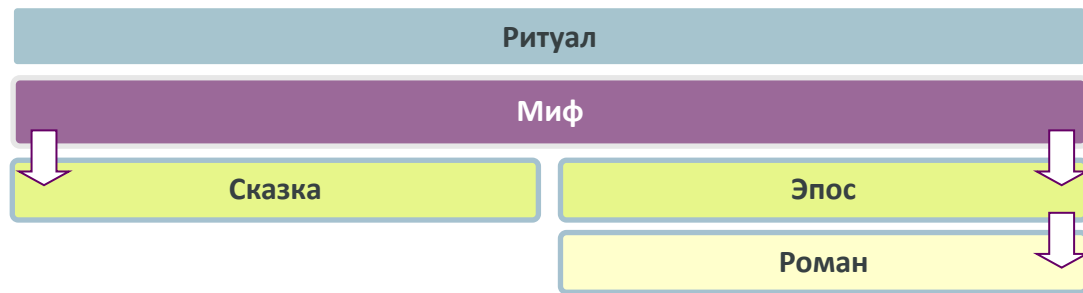 Ритуал
Миф
Сказка
Эпос
Роман